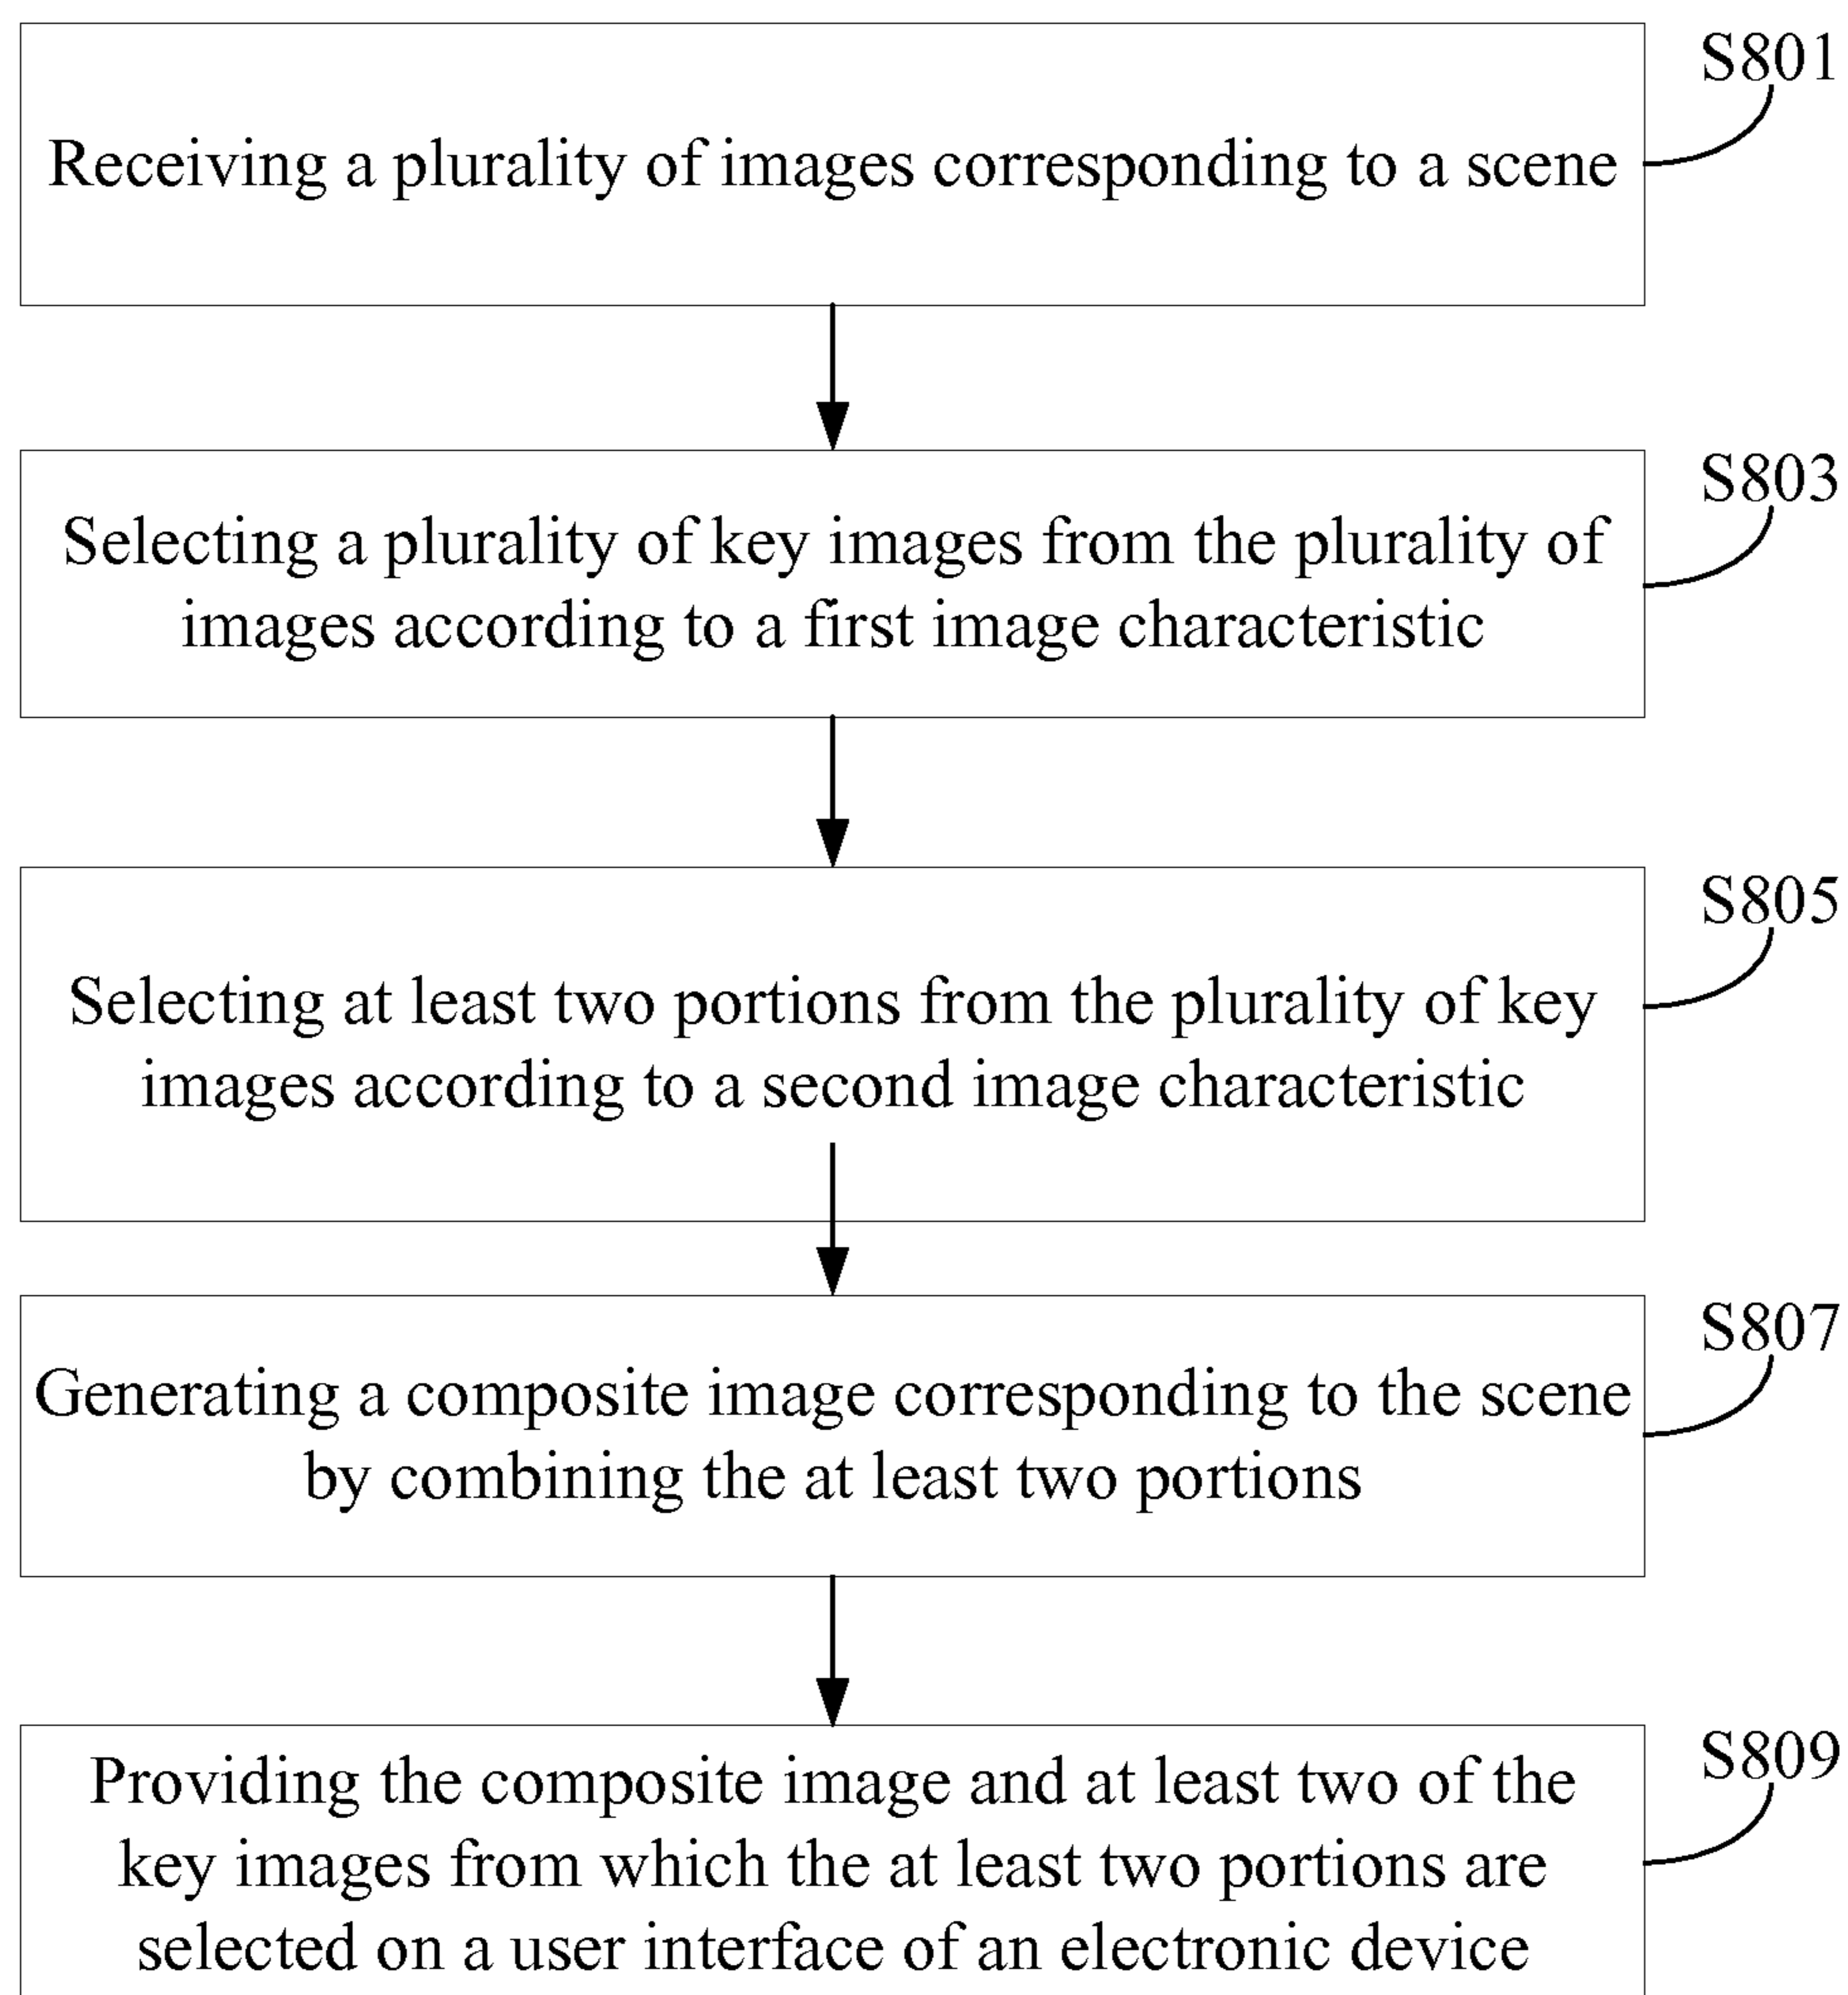 S801
Receiving a plurality of images corresponding to a scene
S803
Selecting a plurality of key images from the plurality of
images according to a first image characteristic
S805
Selecting at least two portions from the plurality of key
images according to a second image characteristic
S807
Generating a composite image corresponding to the scene
by combining the at least two portions
S809
Providing the composite image and at least two of the
key images from which the at least two portions are
selected on a user interface of an electronic device